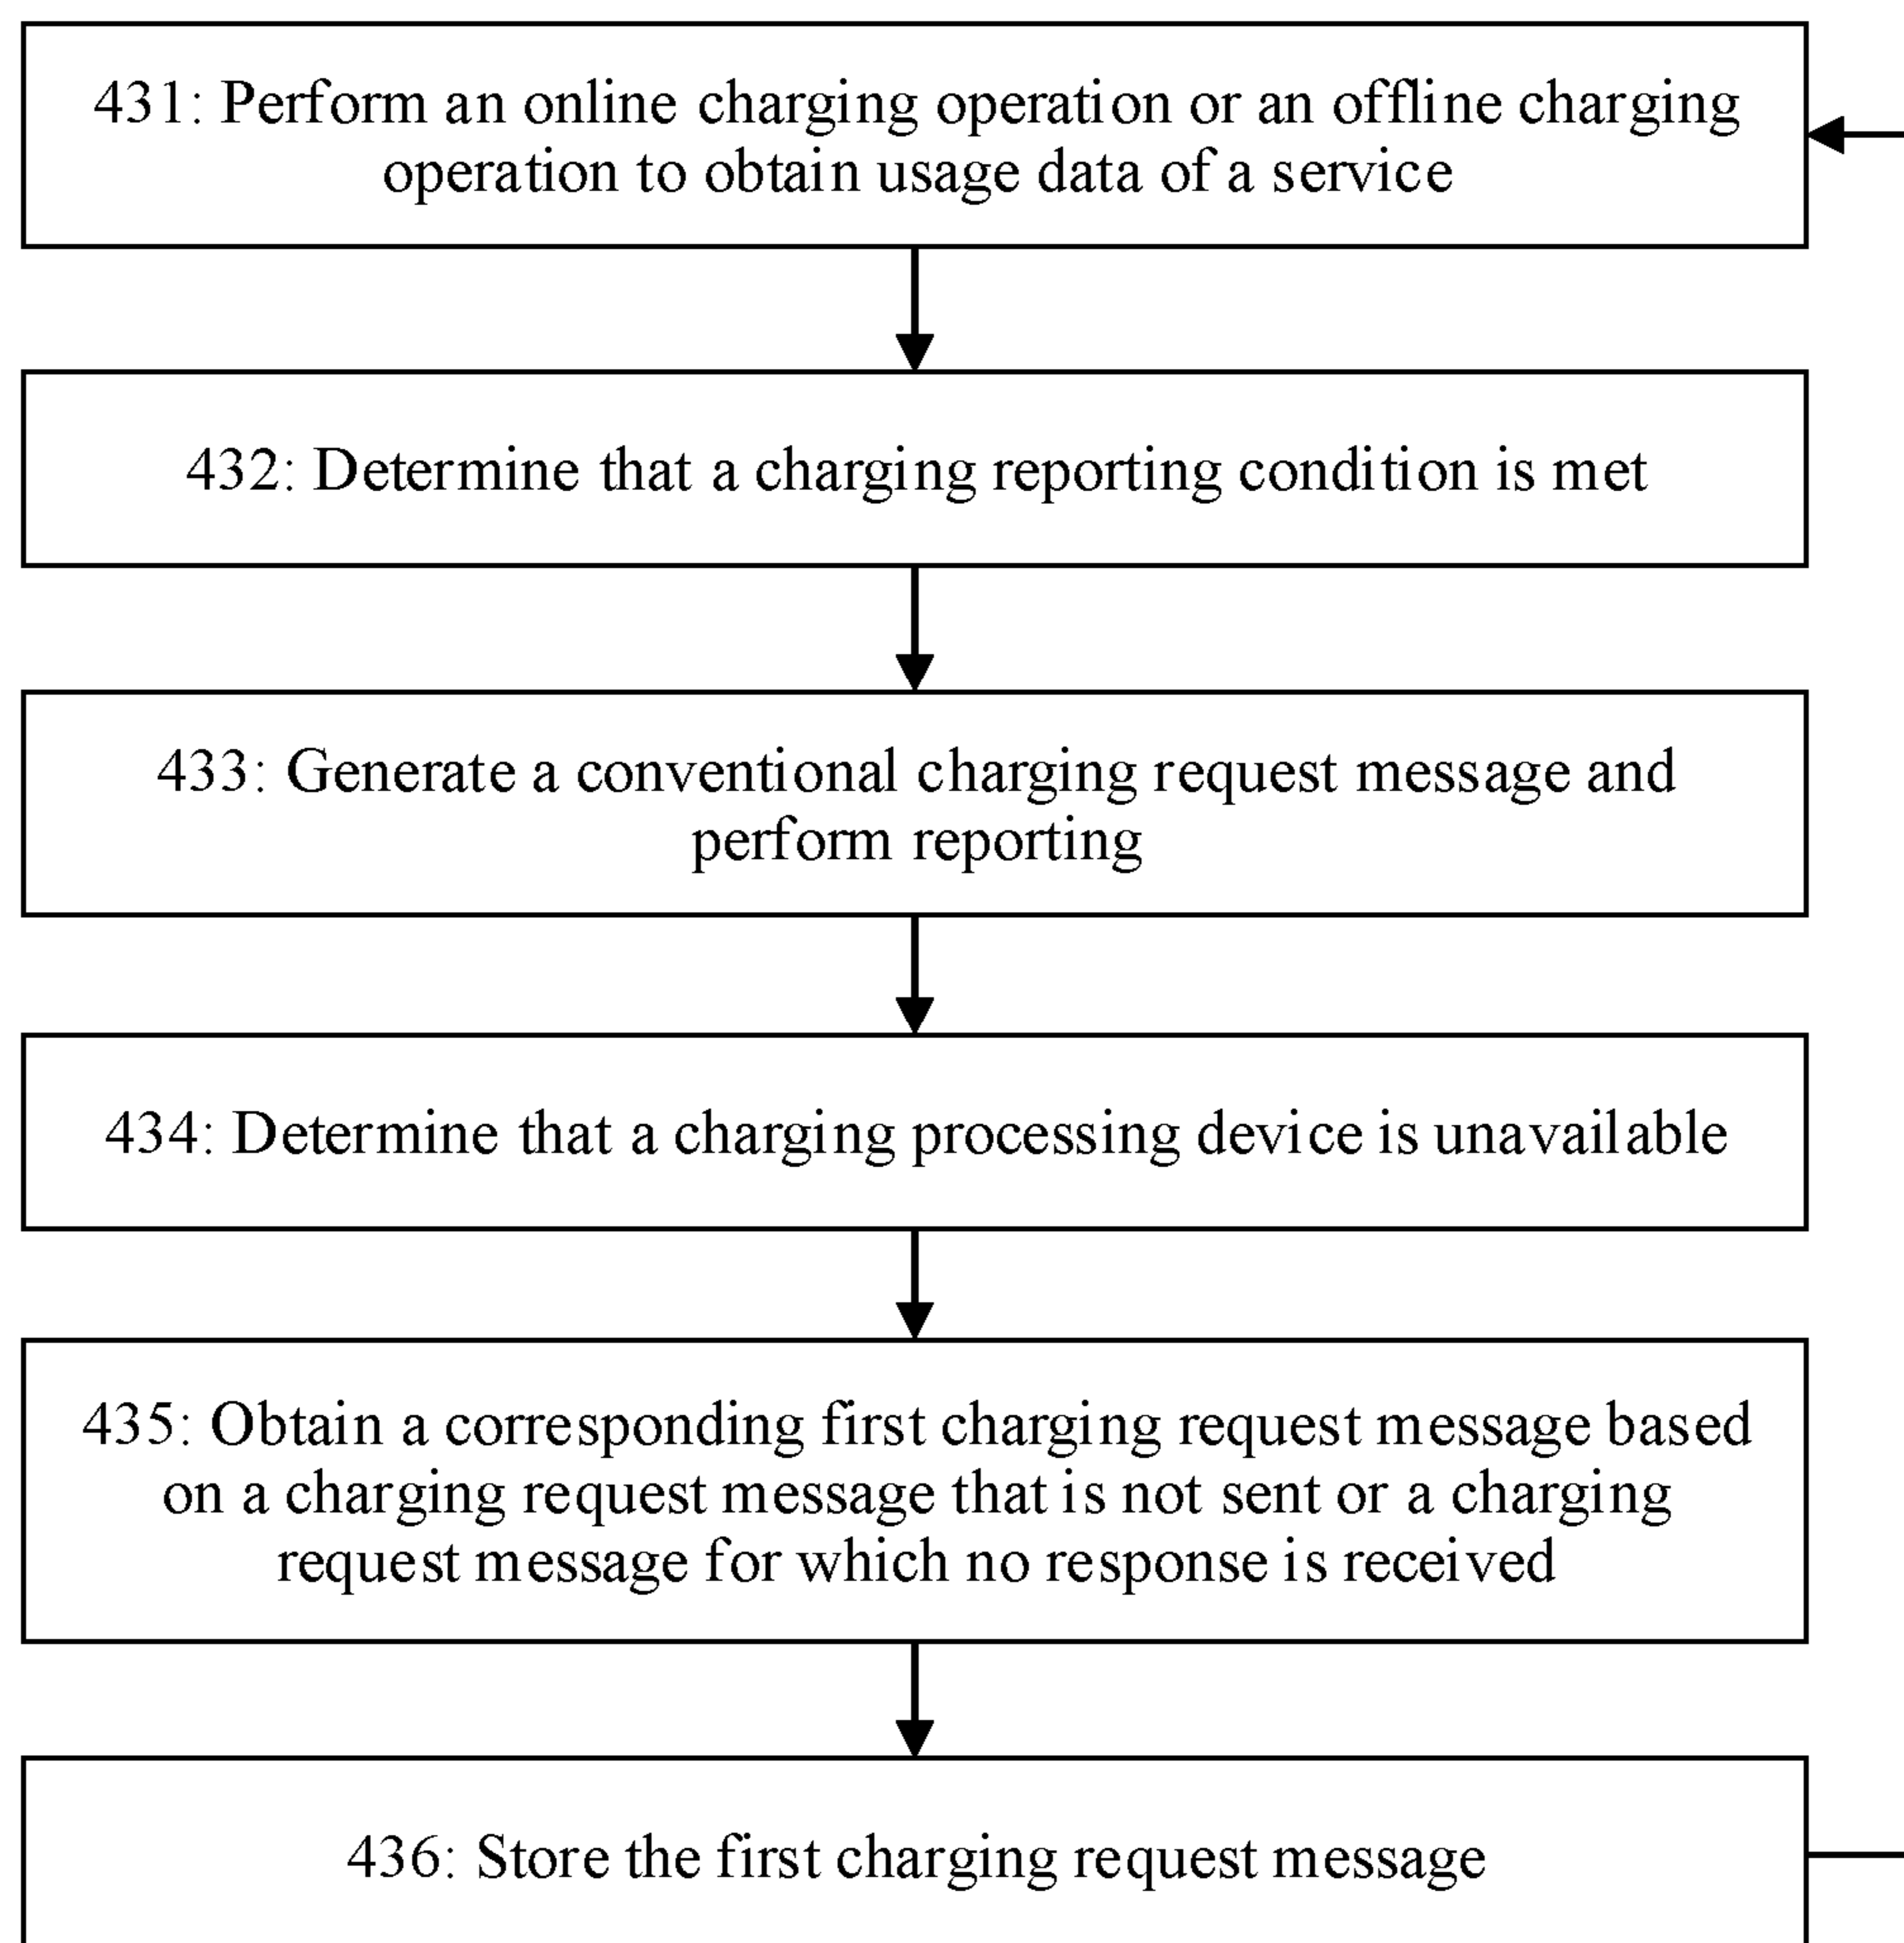 431: Perform an online charging operation or an offline charging
operation to obtain usage data of a service
432: Determine that a charging reporting condition is met
433: Generate a conventional charging request message and
perform reporting
434: Determine that a charging processing device is unavailable
435: Obtain a corresponding first charging request message based
on a charging request message that is not sent or a charging
request message for which no response is received
436: Store the first charging request message